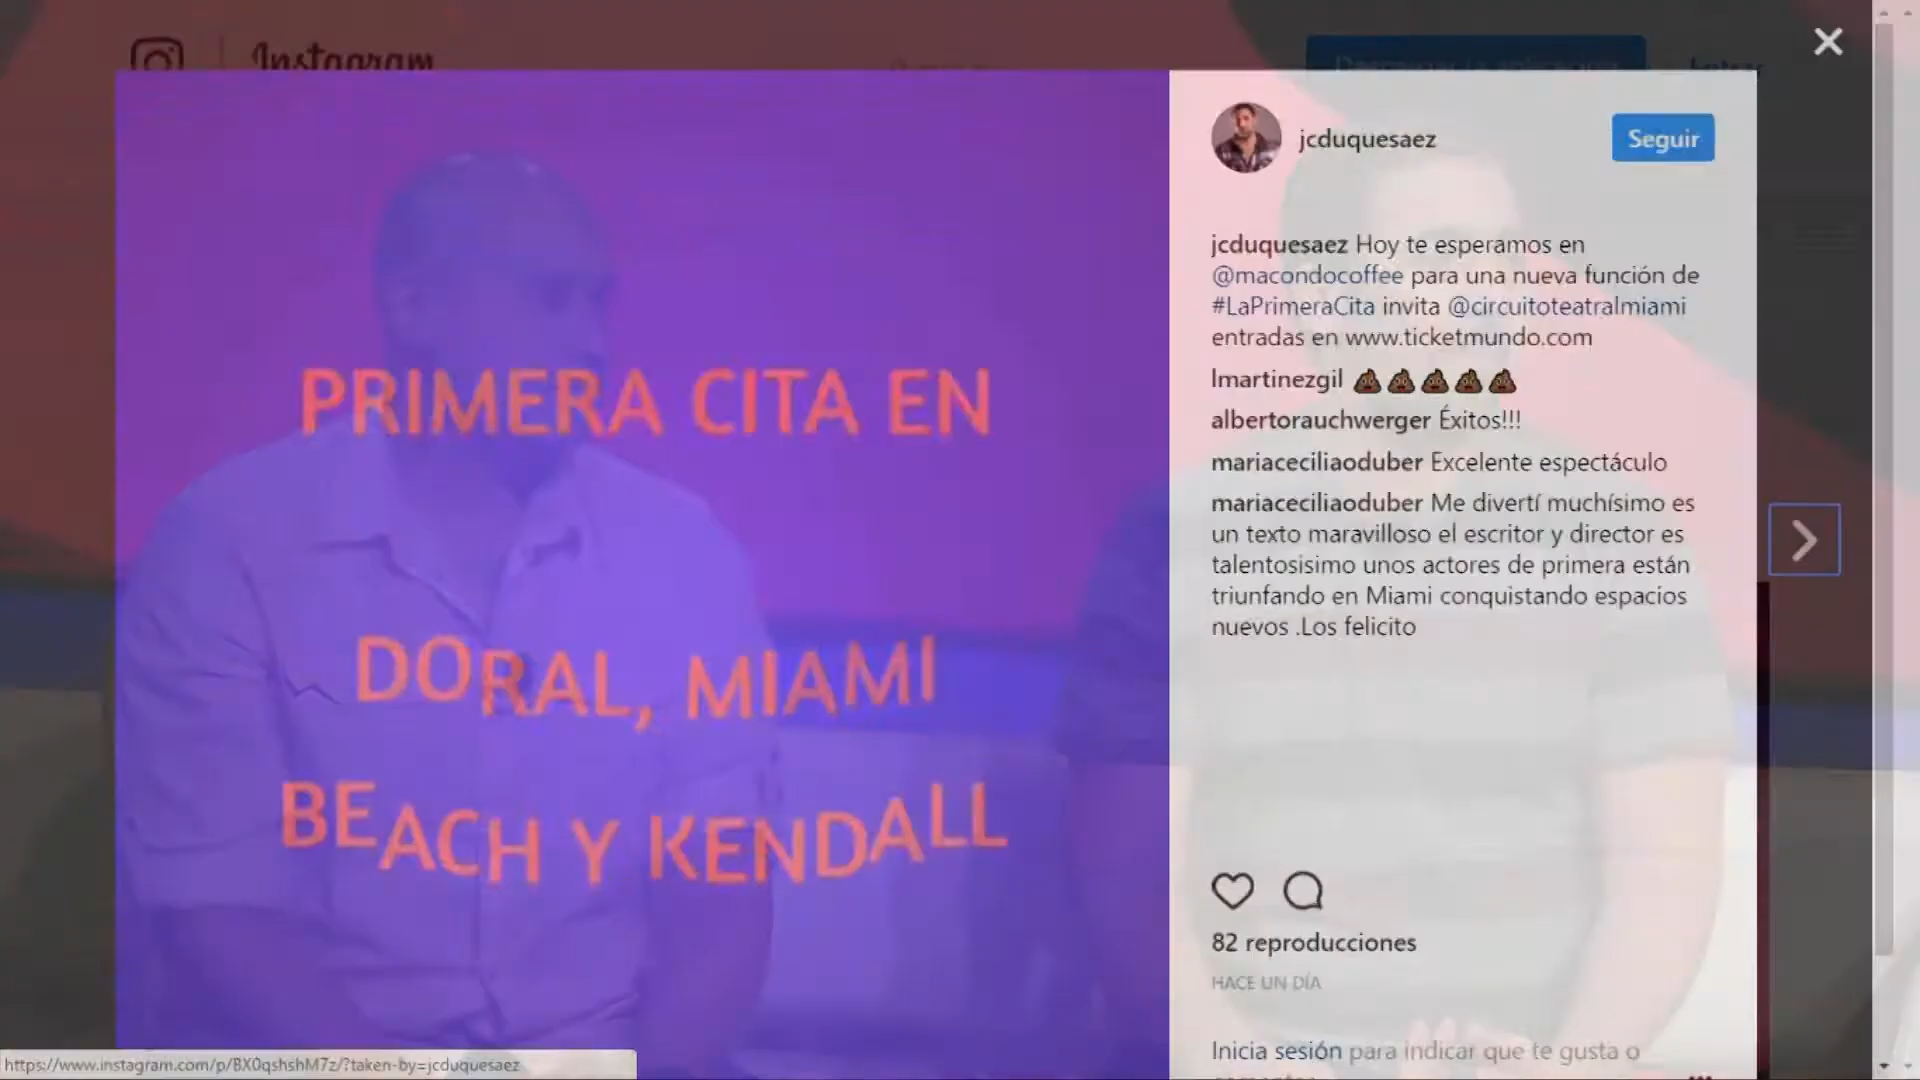 Instagram
PRIMERA CITA EN
DORAL, MIAMI
BEACH Y KENDALL
jcduquesaez
Seguir
jcduquesaez Hoy te esperamos en
@macondocoffee para una nueva función de
#LaPrimeraCita invita @circuitoteatralmiami
entradas en www.ticketmundo.com
lmartinezgil 💩💩💩💩💩
albertorauchwerger Éxitos!!!
mariaceciliaoduber Excelente espectáculo
mariaceciliaoduber Me divertí muchísimo es
un texto maravilloso el escritor y director es
talentosisimo unos actores de primera están
triunfando en Miami conquistando espacios
nuevos .Los felicito
82 reproducciones
HACE UN DÍA
Inicia sesión para indicar que te gusta o
https://www.instagram.com/p/BX0qshshM7z/?taken-by=jcduquesaez